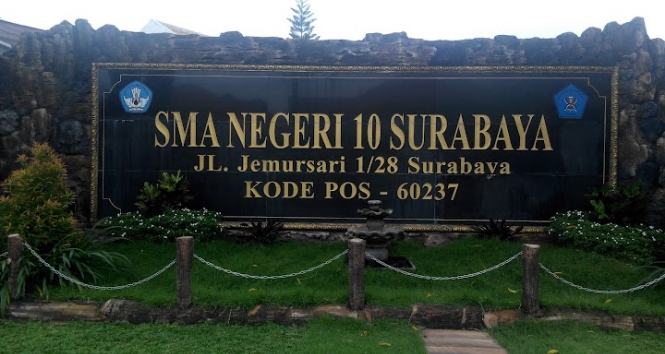 SMA NEGERI 10 SURABAYA
JL. Jemursari 1/28 Surabaya
KODE POS - 60237